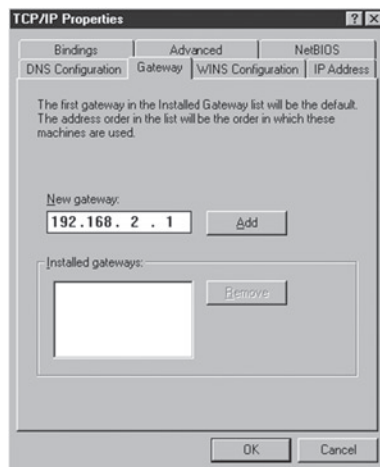 TCP/IP Properties
Bindings Advanced NetBIOS
DNS Configuration Gateway WINS Configuration IP Address
The first gateway in the Installed Gateway list will be the default.
The address order in the list will be the order in which these
machines are used.
New gateway:
192.168. 2 . 1 Add
Installed gateways:
Remove
OK Cancel